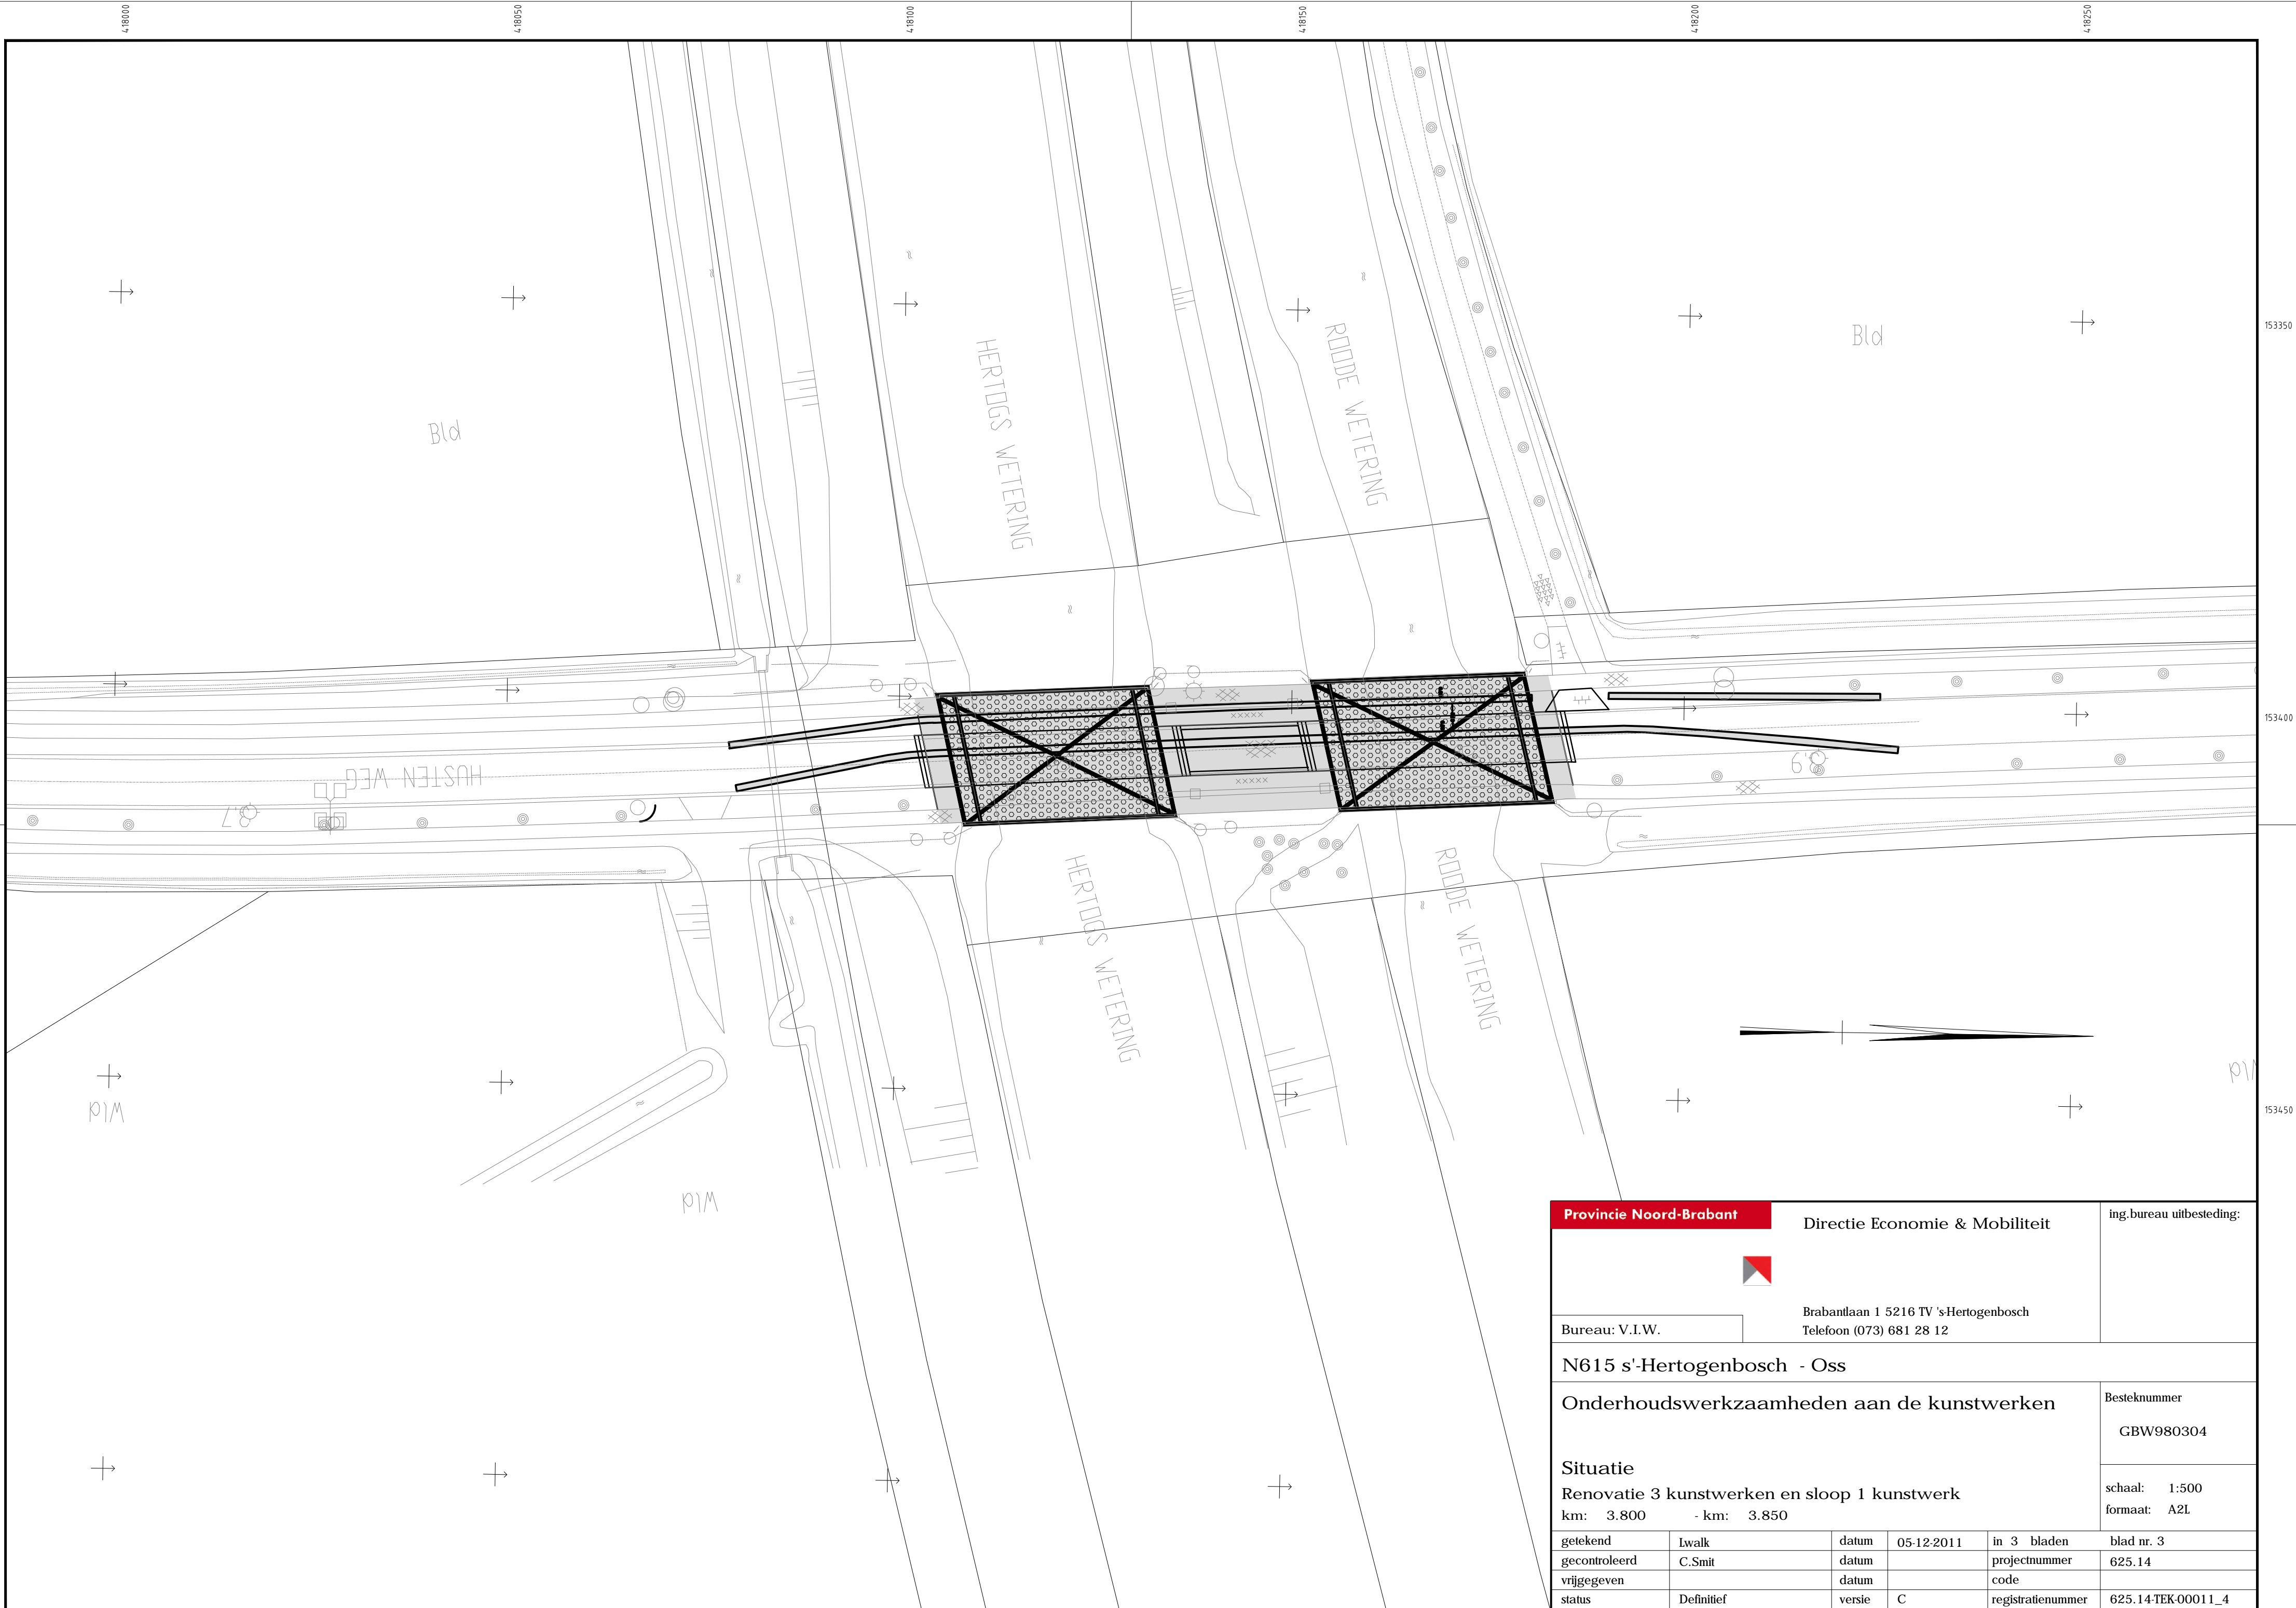 418000
418050
418100
418150
418200
418250
153350
153400
153450
Bld
Bld
HERTOGS WETERING
ROODE WETERING
HUSTEN WEG
8.7
8.9
HERTOGS WETERING
ROODE WETERING
Wld
Wld
Wld
Provincie Noord-Brabant
Directie Economie & Mobiliteit
ing.bureau uitbesteding:
Brabantlaan 1 5216 TV 's-Hertogenbosch
Bureau: V.I.W.
Telefoon (073) 681 28 12
N615 s'-Hertogenbosch - Oss
Onderhoudswerkzaamheden aan de kunstwerken
Besteknummer
GBW980304
Situatie
Renovatie 3 kunstwerken en sloop 1 kunstwerk
km: 3.800 - km: 3.850
schaal: 1:500
formaat: A2L
getekend Lwalk datum 05-12-2011 in 3 bladen blad nr. 3
gecontroleerd C.Smit datum projectnummer 625.14
vrijgegeven datum code
status Definitief versie C registratienummer 625.14-TEK-00011_4